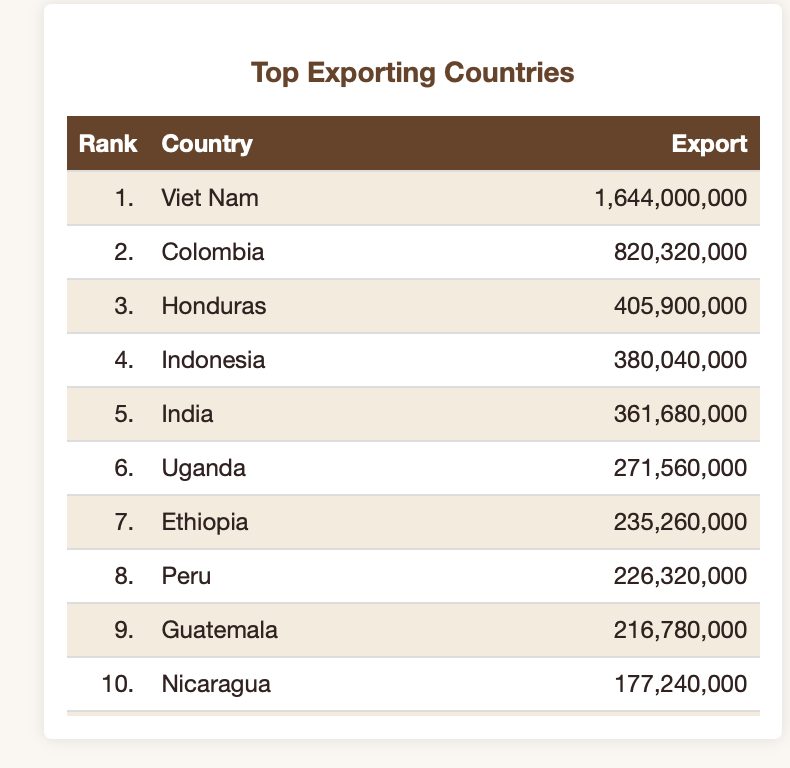 Top Exporting Countries
Rank Country Export
1. Viet Nam 1,644,000,000
2. Colombia 820,320,000
3. Honduras 405,900,000
4. Indonesia 380,040,000
5. India 361,680,000
6. Uganda 271,560,000
7. Ethiopia 235,260,000
8. Peru 226,320,000
9. Guatemala 216,780,000
10. Nicaragua 177,240,000